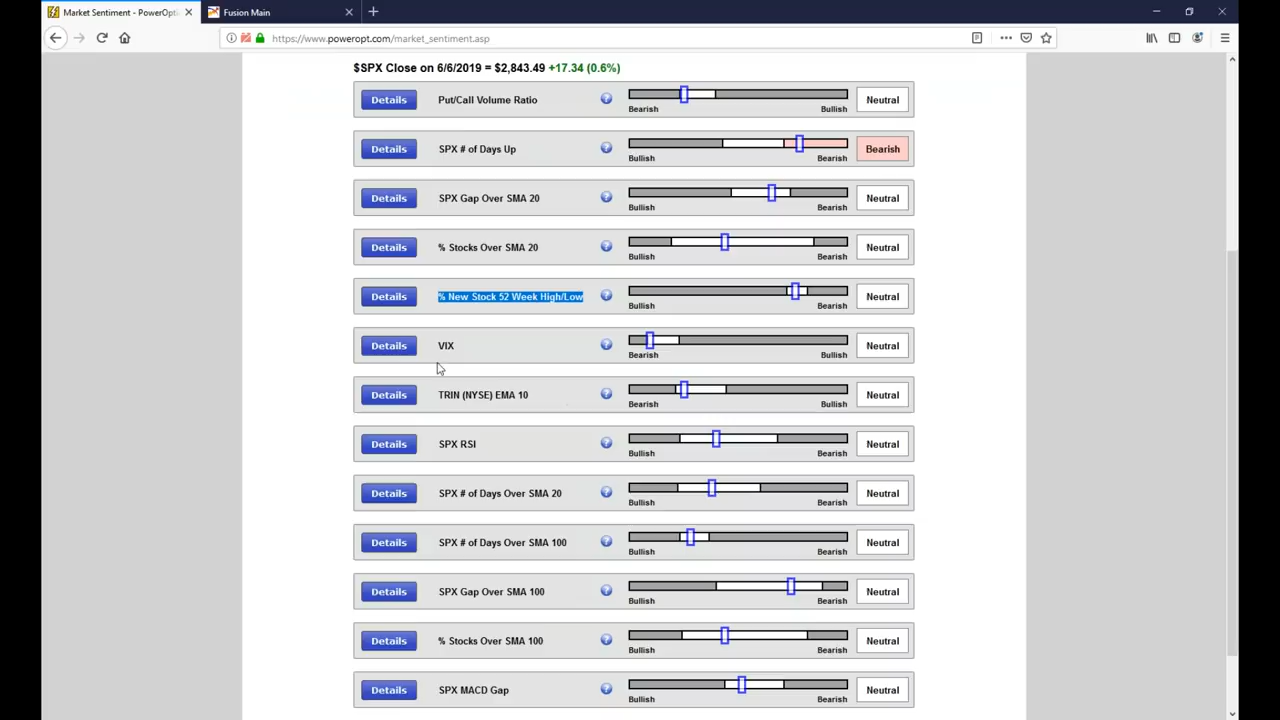 Market Sentiment - PowerOpti
Fusion Main
https://www.poweropt.com/market_sentiment.asp
$SPX Close on 6/6/2019 = $2,843.49 +17.34 (0.6%)
Details Put/Call Volume Ratio ? Bearish Bullish Neutral
Details SPX # of Days Up ? Bullish Bearish Bearish
Details SPX Gap Over SMA 20 ? Bullish Bearish Neutral
Details % Stocks Over SMA 20 ? Bullish Bearish Neutral
Details % New Stock 52 Week High/Low ? Bullish Bearish Neutral
Details VIX ? Bearish Bullish Neutral
Details TRIN (NYSE) EMA 10 ? Bearish Bullish Neutral
Details SPX RSI ? Bullish Bearish Neutral
Details SPX # of Days Over SMA 20 ? Bullish Bearish Neutral
Details SPX # of Days Over SMA 100 ? Bullish Bearish Neutral
Details SPX Gap Over SMA 100 ? Bullish Bearish Neutral
Details % Stocks Over SMA 100 ? Bullish Bearish Neutral
Details SPX MACD Gap ? Bullish Bearish Neutral